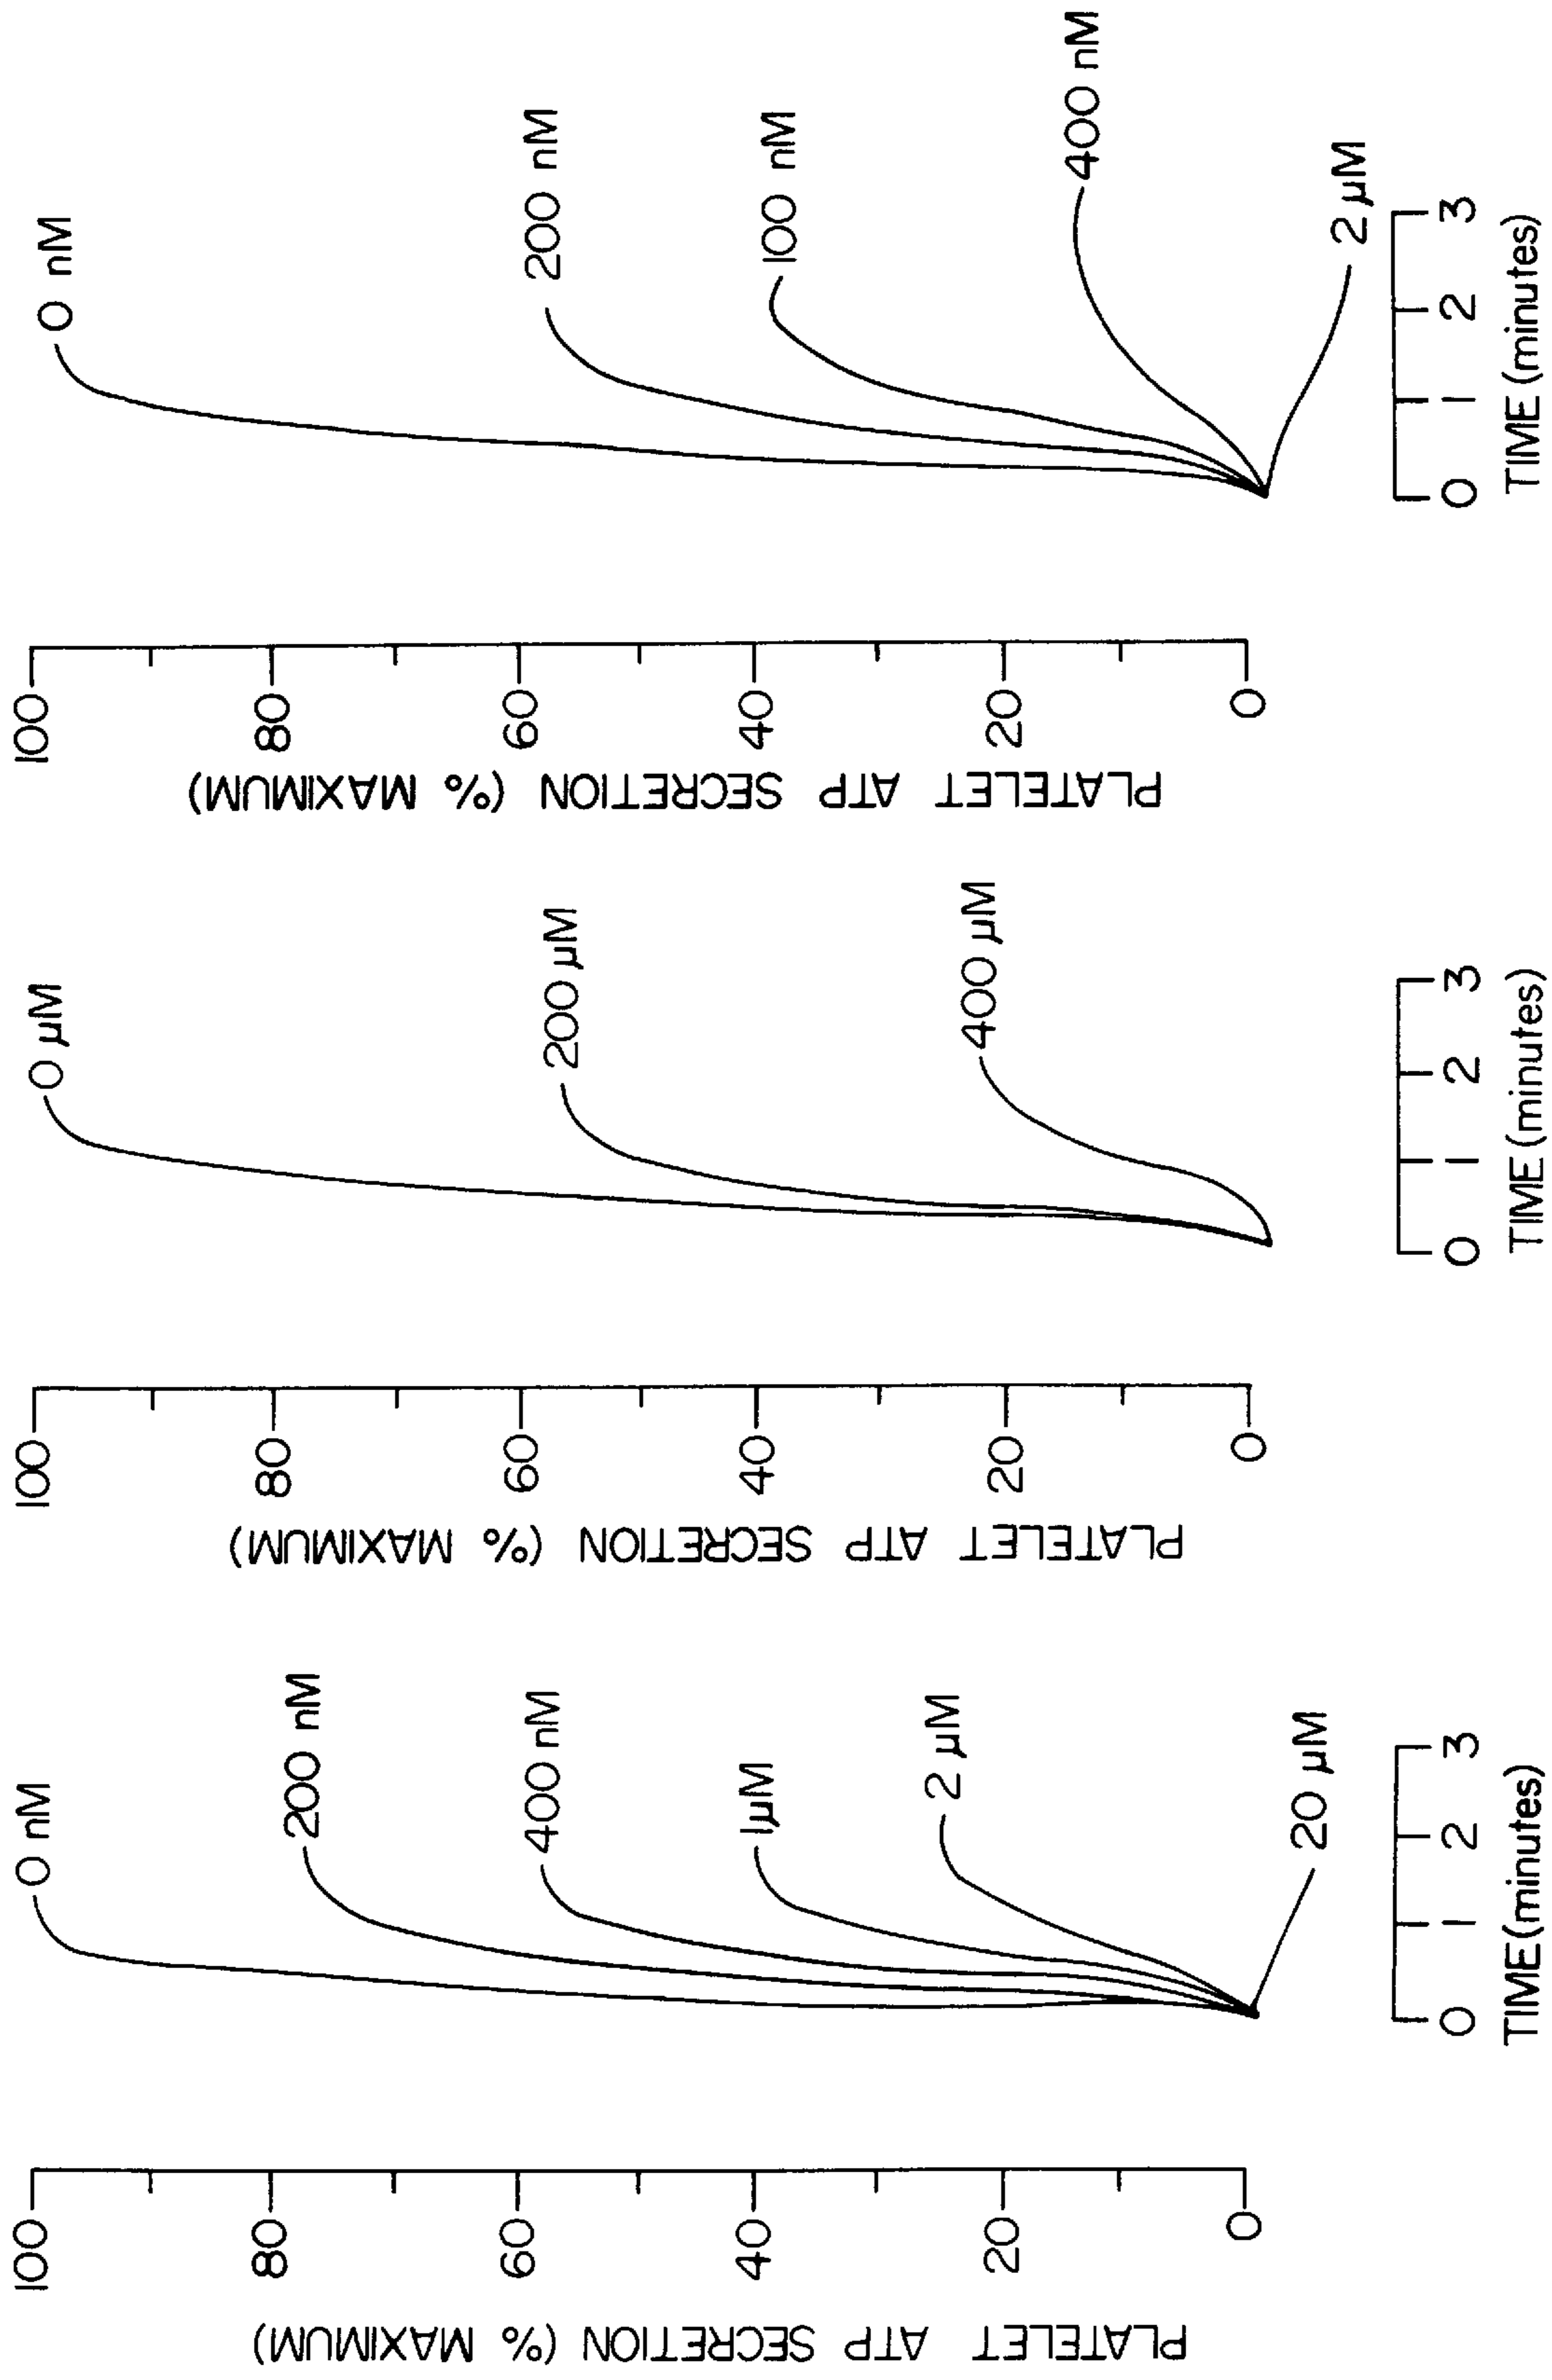 PLATELET ATP SECRETION (% MAXIMUM)
100
80
60
40
20
0
0 nM
200 nM
400 nM
1µM
2 µM
20 µM
0 1 2 3
TIME (minutes)
PLATELET ATP SECRETION (% MAXIMUM)
100
80
60
40
20
0
0 µM
200 µM
400 µM
0 1 2 3
TIME (minutes)
PLATELET ATP SECRETION (% MAXIMUM)
100
80
60
40
20
0
0 nM
200 nM
100 nM
400 nM
2 µM
0 1 2 3
TIME (minutes)